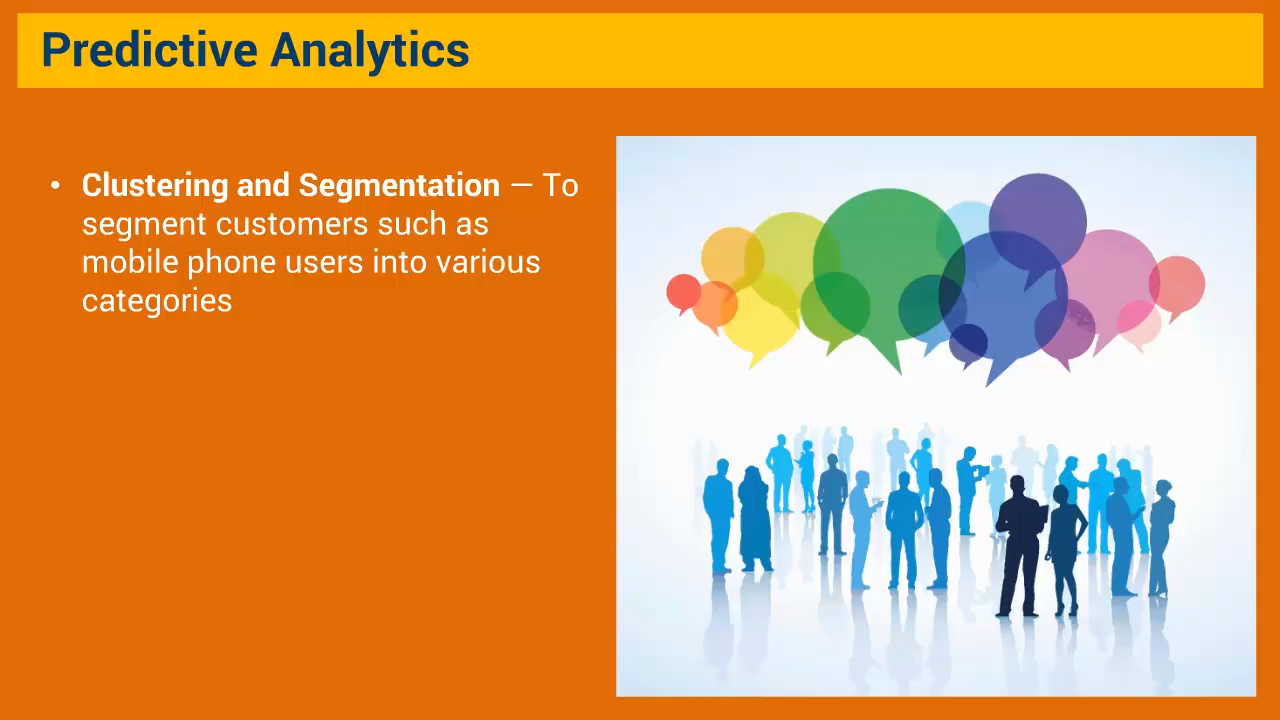 Predictive Analytics
• Clustering and Segmentation — To
segment customers such as
mobile phone users into various
categories